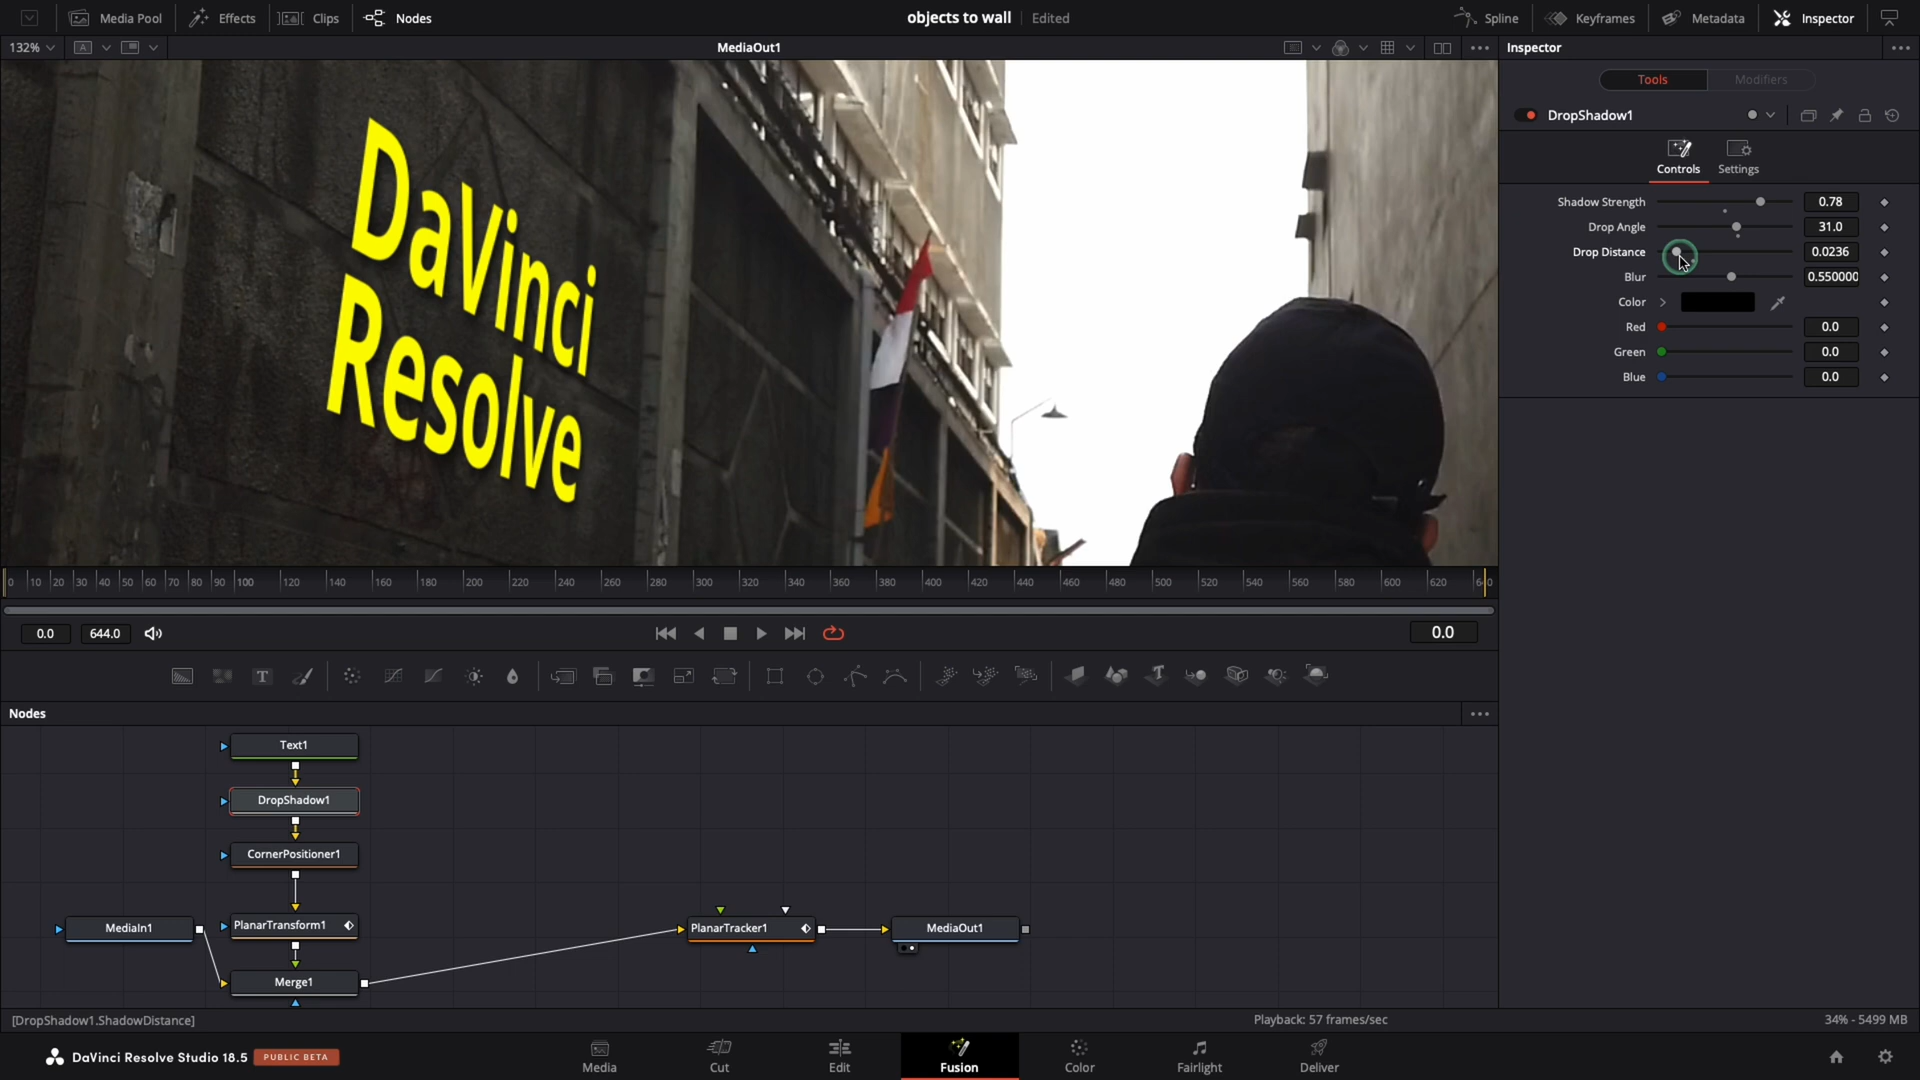 Media Pool
Effects
Clips
Nodes
objects to wall
Edited
Spline
Keyframes
Metadata
Inspector
132%
A
MediaOut1
Inspector
Tools
Modifiers
DropShadow1
Controls
Settings
Shadow Strength
0.78
Drop Angle
31.0
Drop Distance
0.0236
Blur
0.550000
Color
Red
0.0
Green
0.0
Blue
0.0
DaVinci
Resolve
0 10 20 30 40 50 60 70 80 90 100 120 140 160 180 200 220 240 260 280 300 320 340 360 380 400 420 440 460 480 500 520 540 560 580 600 620
0.0
644.0
0.0
Nodes
Text1
DropShadow1
CornerPositioner1
MediaIn1
PlanarTransform1
PlanarTracker1
MediaOut1
Merge1
[DropShadow1.ShadowDistance]
Playback: 57 frames/sec
34% - 5499 MB
DaVinci Resolve Studio 18.5
PUBLIC BETA
Media
Cut
Edit
Fusion
Color
Fairlight
Deliver